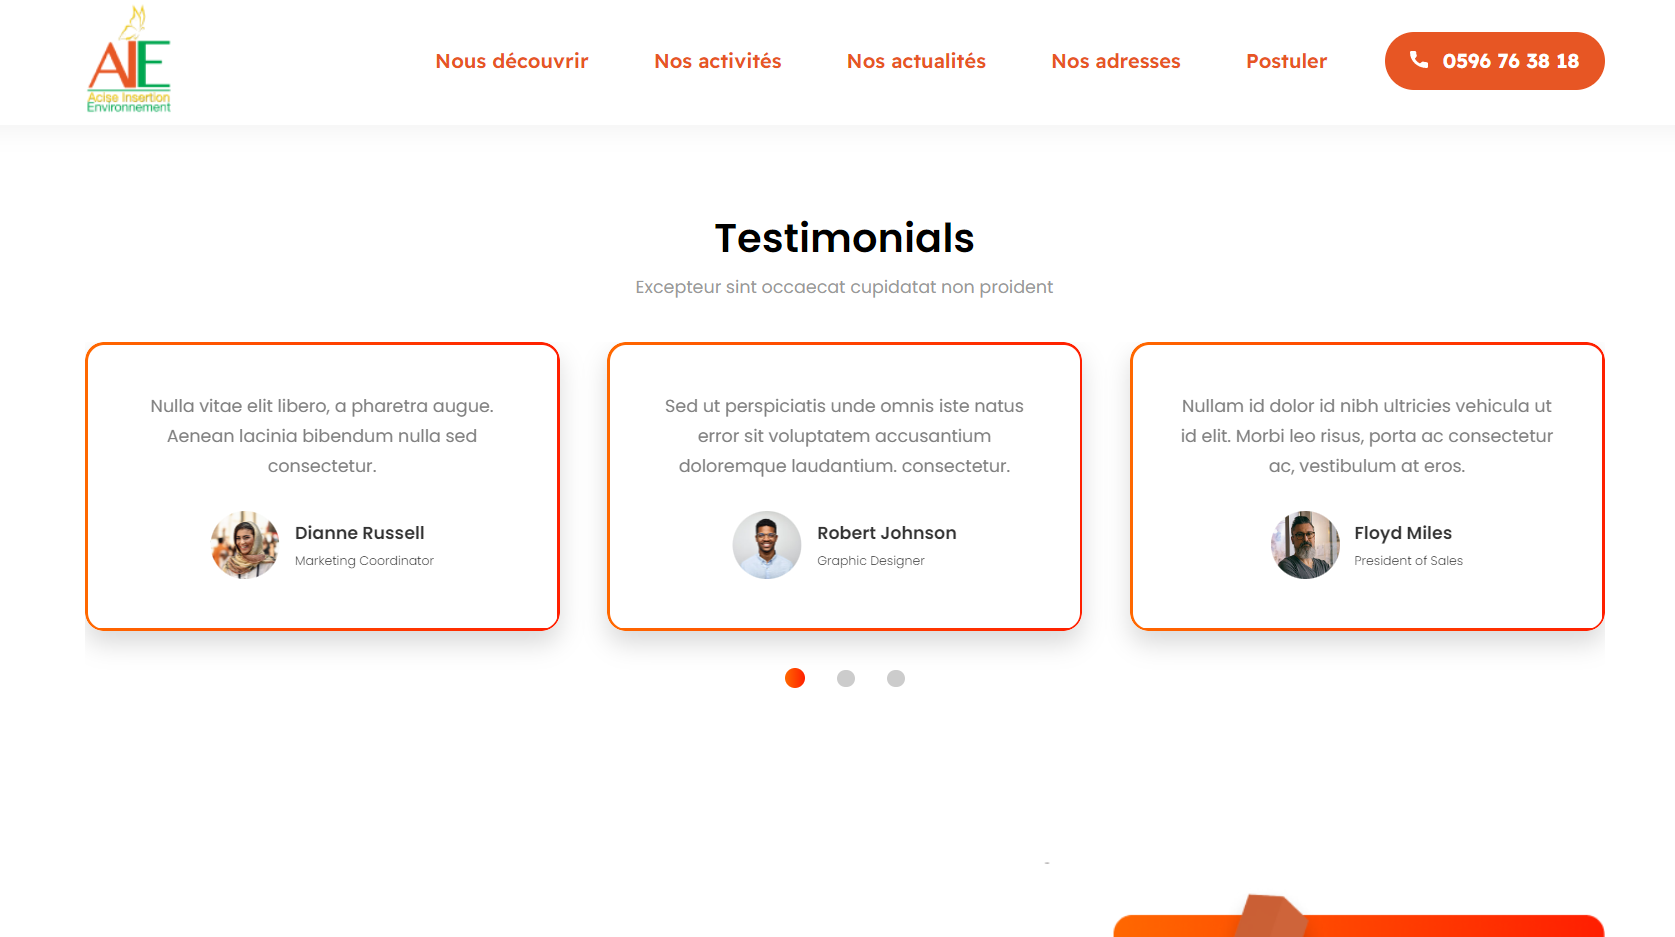 AIE
Acise Insertion
Environnement
Nous découvrir
Nos activités
Nos actualités
Nos adresses
Postuler
0596 76 38 18
Testimonials
Excepteur sint occaecat cupidatat non proident
Nulla vitae elit libero, a pharetra augue.
Aenean lacinia bibendum nulla sed
consectetur.
Dianne Russell
Marketing Coordinator
Sed ut perspiciatis unde omnis iste natus
error sit voluptatem accusantium
doloremque laudantium. consectetur.
Robert Johnson
Graphic Designer
Nullam id dolor id nibh ultricies vehicula ut
id elit. Morbi leo risus, porta ac consectetur
ac, vestibulum at eros.
Floyd Miles
President of Sales
-